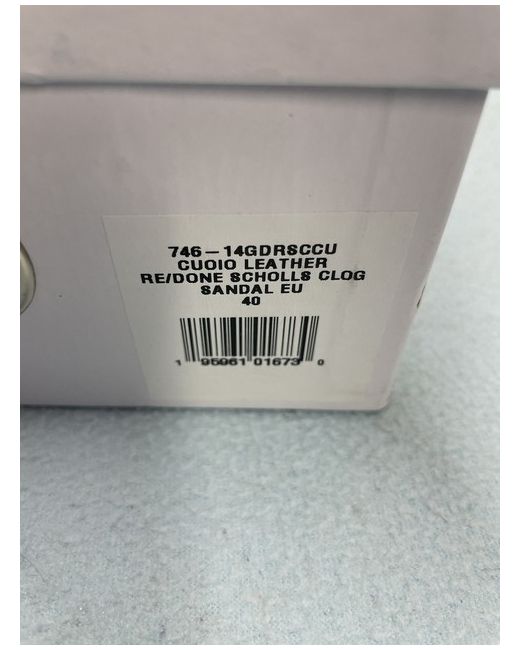 746-14GDRSCCU
CUOIO LEATHER
RE/DONE SCHOLLS CLOG
SANDAL EU
40
1 95961 01673 0